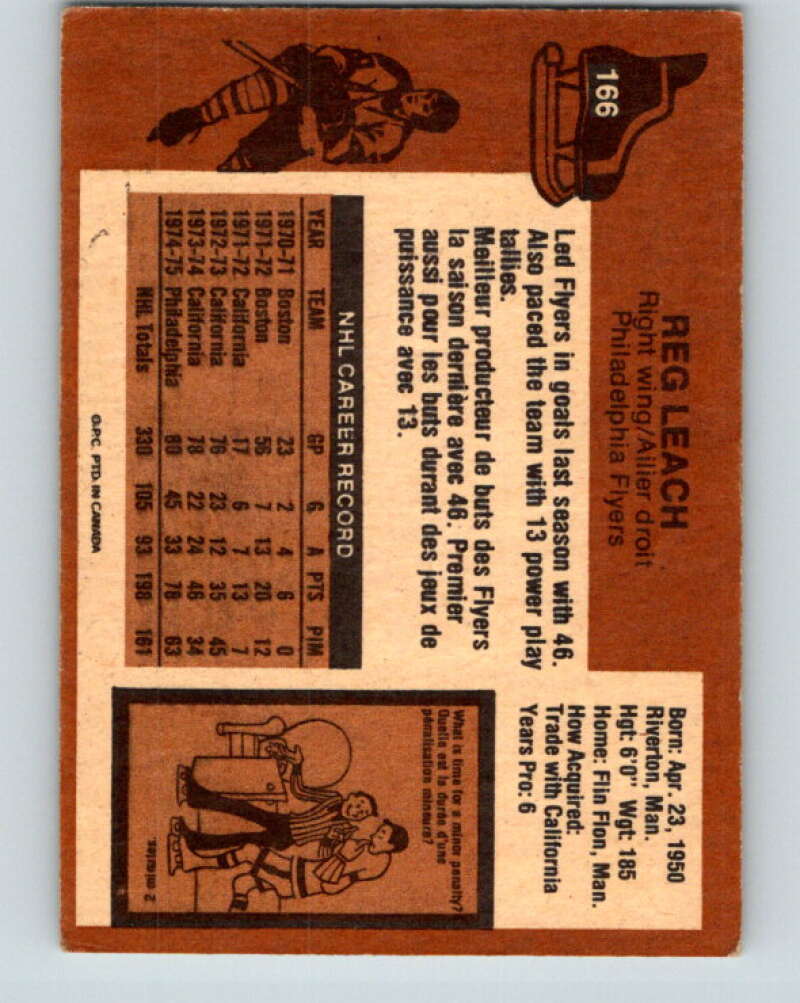 166
REG LEACH
Right wing/Ailier droit
Philadelphia Flyers
Born: Apr. 23, 1950
Riverton, Man.
Hgt: 6'0" Wgt: 185
Home: Flin Flon, Man.
How Acquired:
Trade with California
Years Pro: 6
Led Flyers in goals last season with 46.
Also paced the team with 13 power play
tallies.
Meilleur producteur de buts des Flyers
la saison dernière avec 46. Premier
aussi pour les buts durant des jeux de
puissance avec 13.
NHL CAREER RECORD
YEAR TEAM GP G A PTS PIM
1970-71 Boston 23 2 4 6 0
1971-72 Boston 56 7 13 20 12
1971-72 California 17 6 7 13 7
1972-73 California 76 23 12 35 45
1973-74 California 78 22 24 46 34
1974-75 Philadelphia 80 45 33 78 63
NHL Totals 330 105 93 198 161
What is time for a minor penalty?
Quelle est la durée d'une
pénalisation mineure?
2 minutes.
O.P.C. PTD. IN CANADA